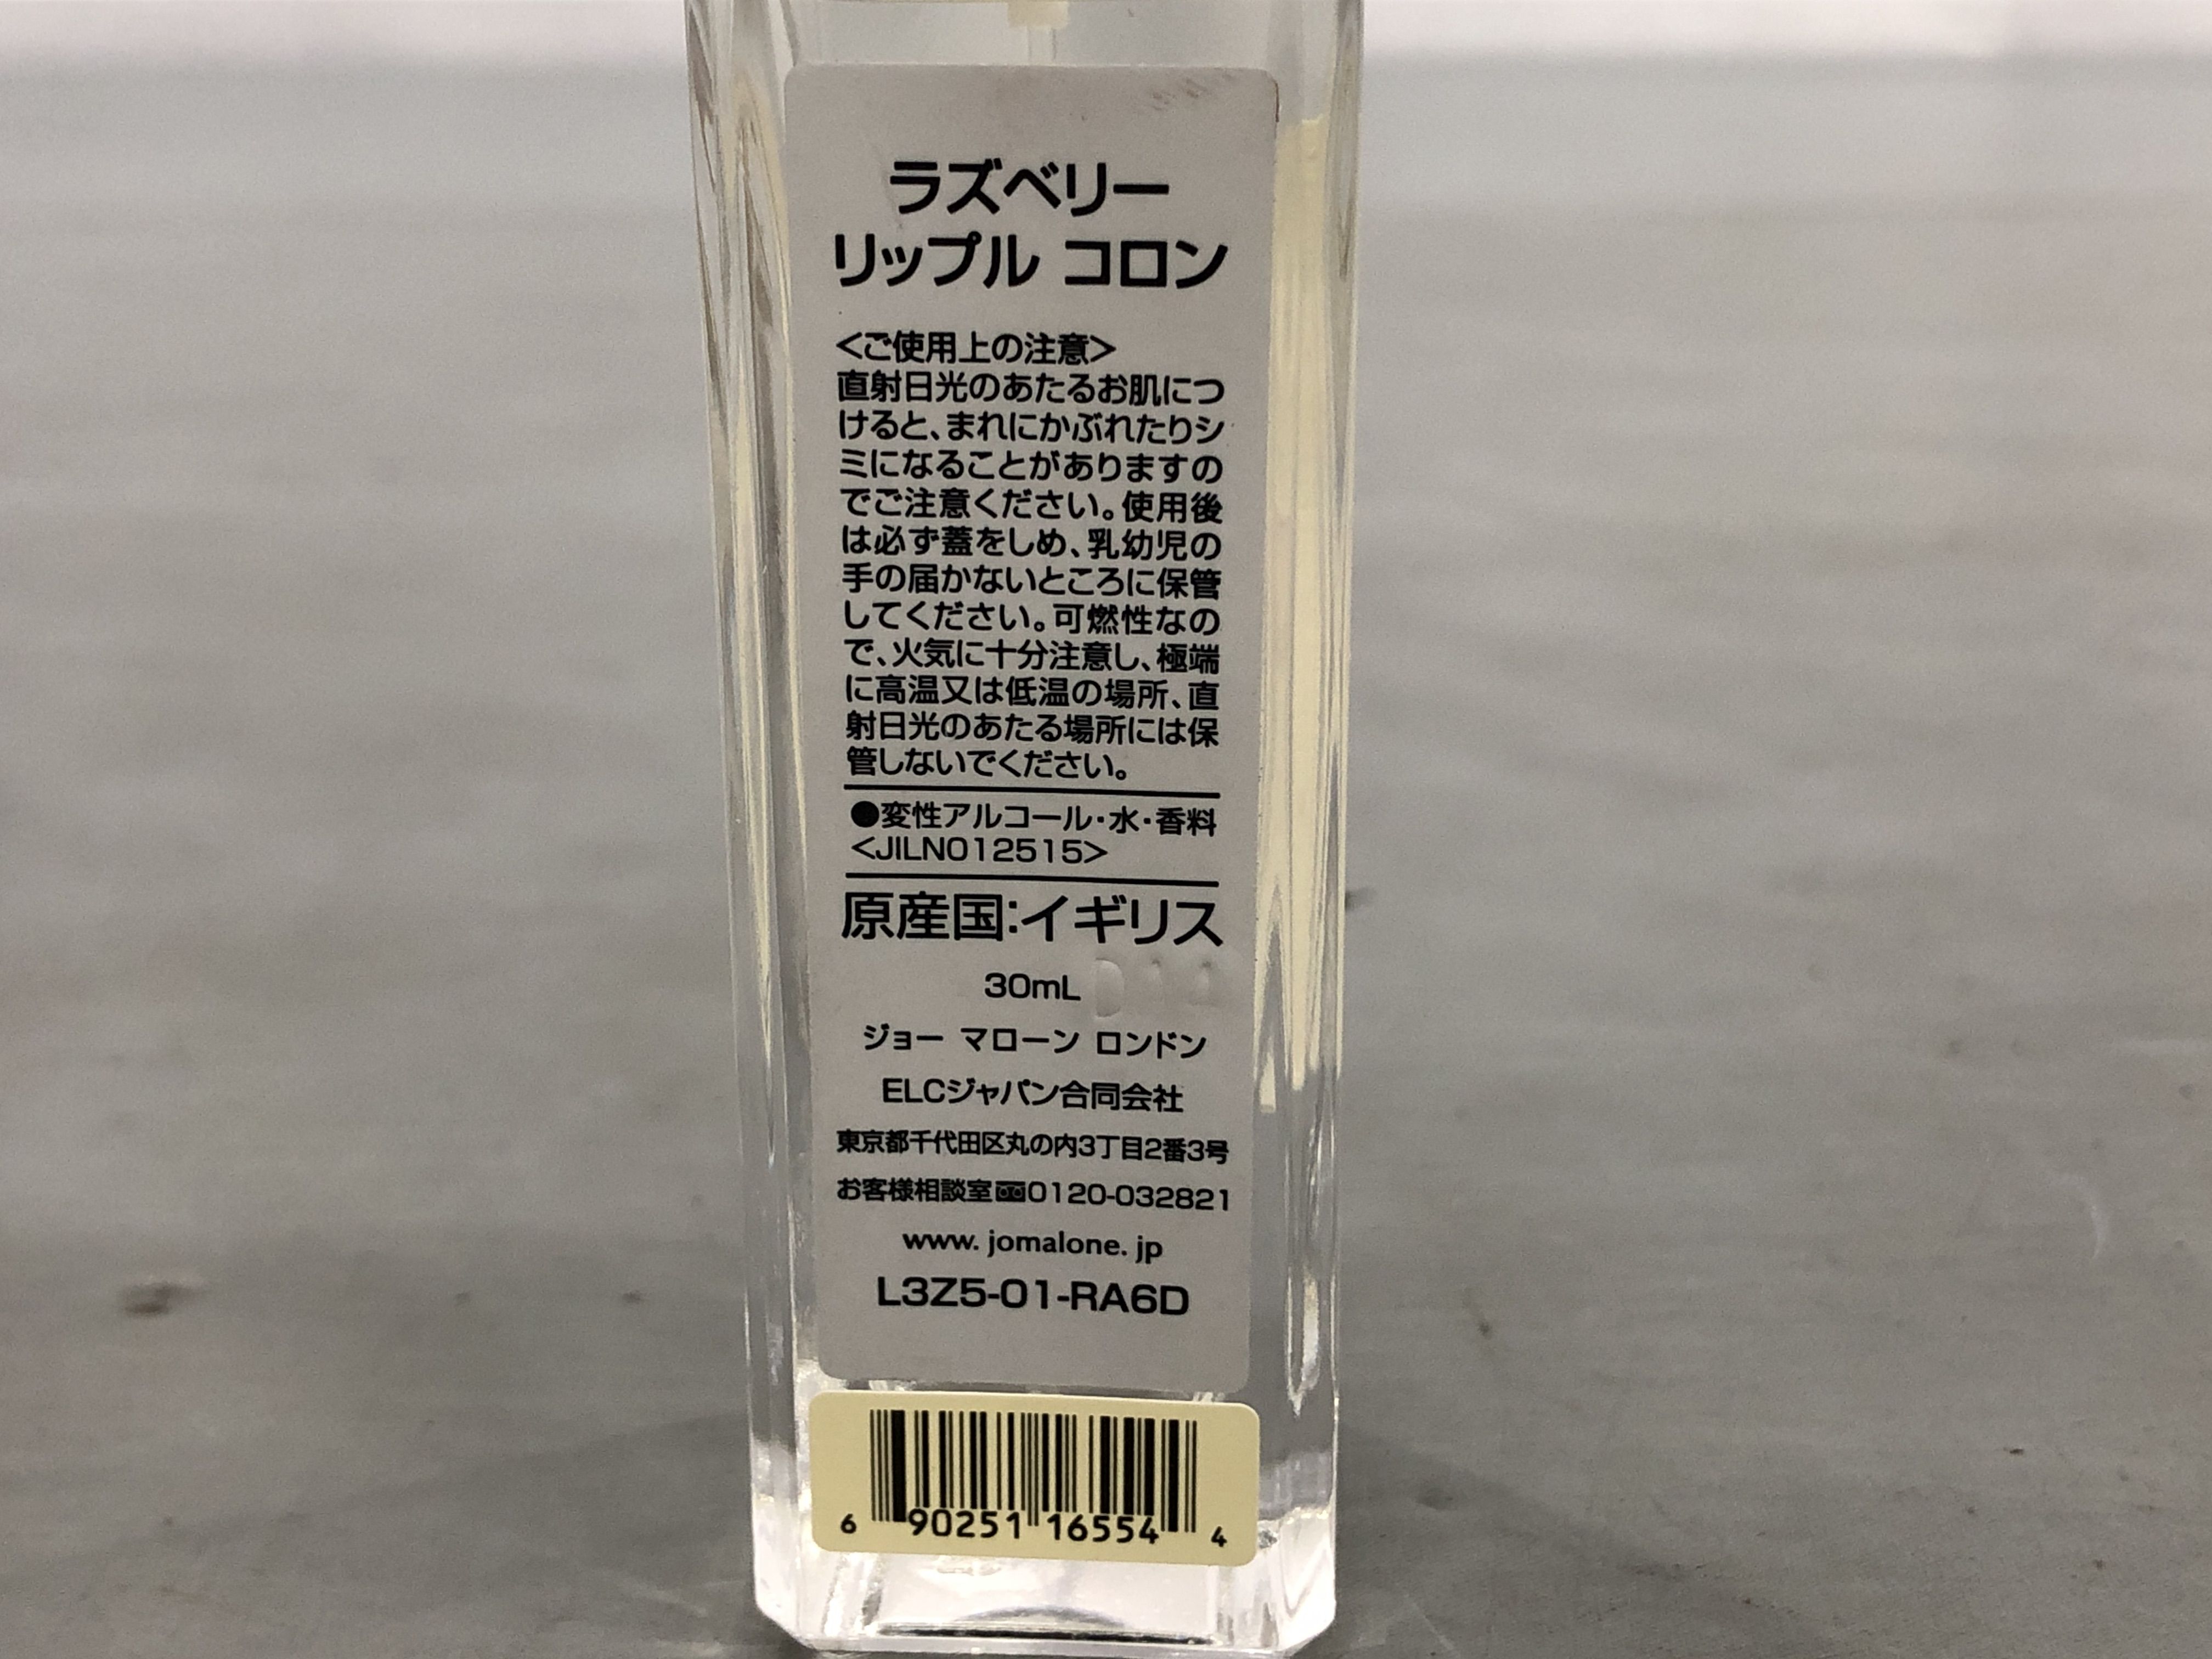 ラズベリー
リップル コロン
<ご使用上の注意>
直射日光のあたるお肌につ
けると、まれにかぶれたりシ
ミになることがありますの
でご注意ください。使用後
は必ず蓋をしめ、乳幼児の
手の届かないところに保管
してください。可燃性なの
で、火気に十分注意し、極端
に高温又は低温の場所、直
射日光のあたる場所には保
管しないでください。
●変性アルコール・水・香料
<JILN012515>
原産国:イギリス
30mL
ジョー マローン ロンドン
ELCジャパン合同会社
東京都千代田区丸の内3丁目2番3号
お客様相談室0120-032821
www. jomalone. jp
L3Z5-01-RA6D
6 90251 16554 4